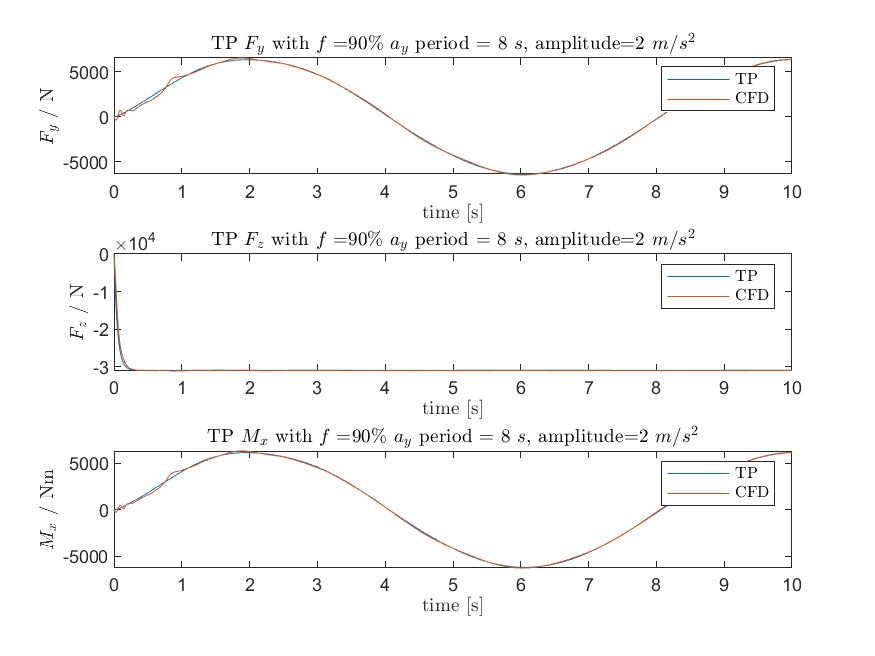 TP F_y with f =90% a_y period = 8 s, amplitude=2 m/s^2
5000
0
-5000
F_y / N
TP
CFD
0 1 2 3 4 5 6 7 8 9 10
time [s]
TP F_z with f =90% a_y period = 8 s, amplitude=2 m/s^2
×10^4
0
-1
-2
-3
F_z / N
TP
CFD
0 1 2 3 4 5 6 7 8 9 10
time [s]
TP M_x with f =90% a_y period = 8 s, amplitude=2 m/s^2
5000
0
-5000
M_x / Nm
TP
CFD
0 1 2 3 4 5 6 7 8 9 10
time [s]